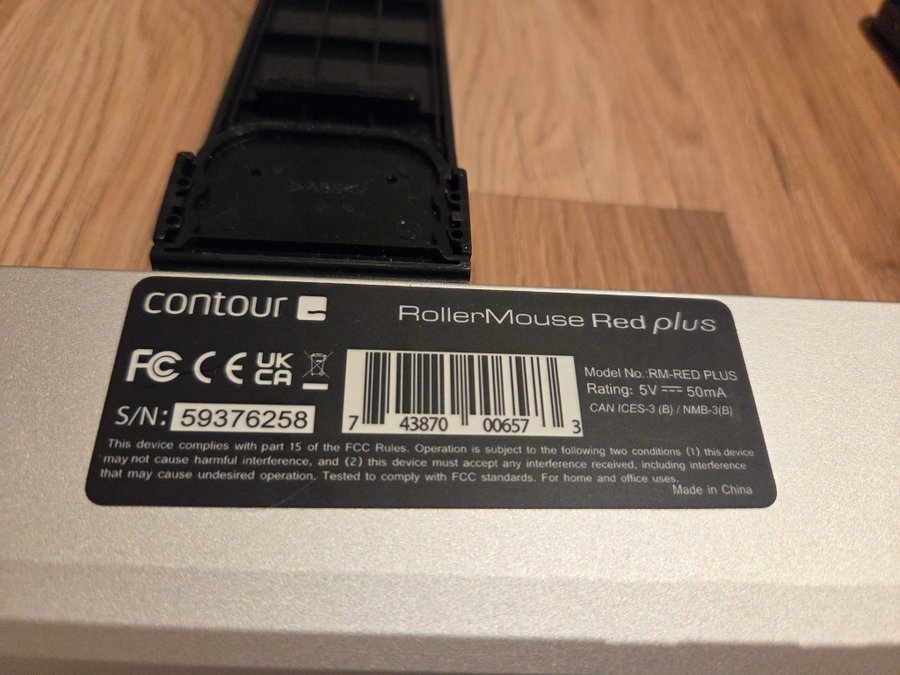 >ABS<
contour
RollerMouse Red plus
FC CE UK CA
Model No.:RM-RED PLUS
Rating: 5V 50mA
CAN ICES-3 (B) / NMB-3(B)
S/N: 59376258
7 43870 00657 3
This device complies with part 15 of the FCC Rules. Operation is subject to the following two conditions (1) this device
may not cause harmful interference, and (2) this device must accept any interference received, including interference
that may cause undesired operation. Tested to comply with FCC standards. For home and office uses.
Made in China